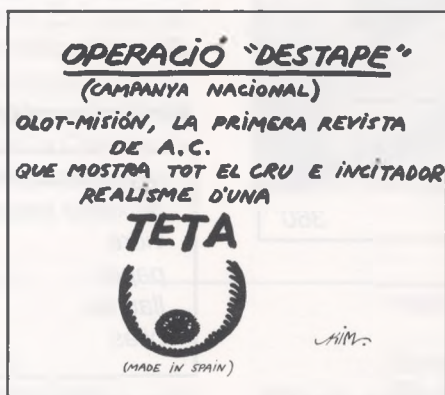 OPERACIÓ "DESTAPE"
(CAMPANYA NACIONAL)
OLOT-MISIÓN, LA PRIMERA REVISTA
DE A.C.
QUE MOSTRA TOT EL CRU E INCITADOR
REALISME D'UNA
TETA
(MADE IN SPAIN)
KIM